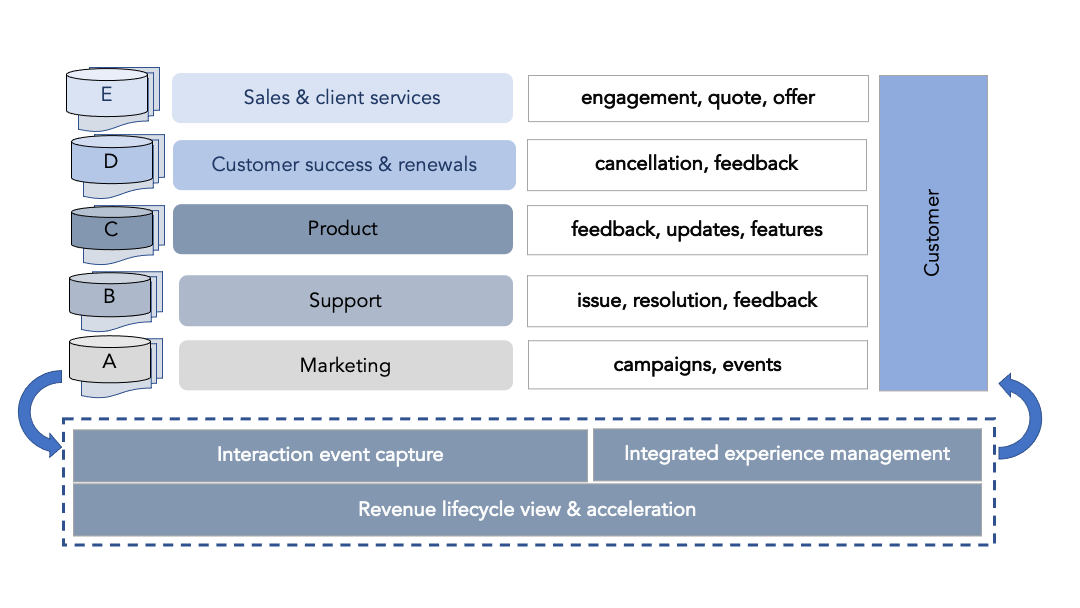 E
Sales & client services
engagement, quote, offer
D
Customer success & renewals
cancellation, feedback
C
Product
feedback, updates, features
B
Support
issue, resolution, feedback
A
Marketing
campaigns, events
Customer
Interaction event capture
Integrated experience management
Revenue lifecycle view & acceleration